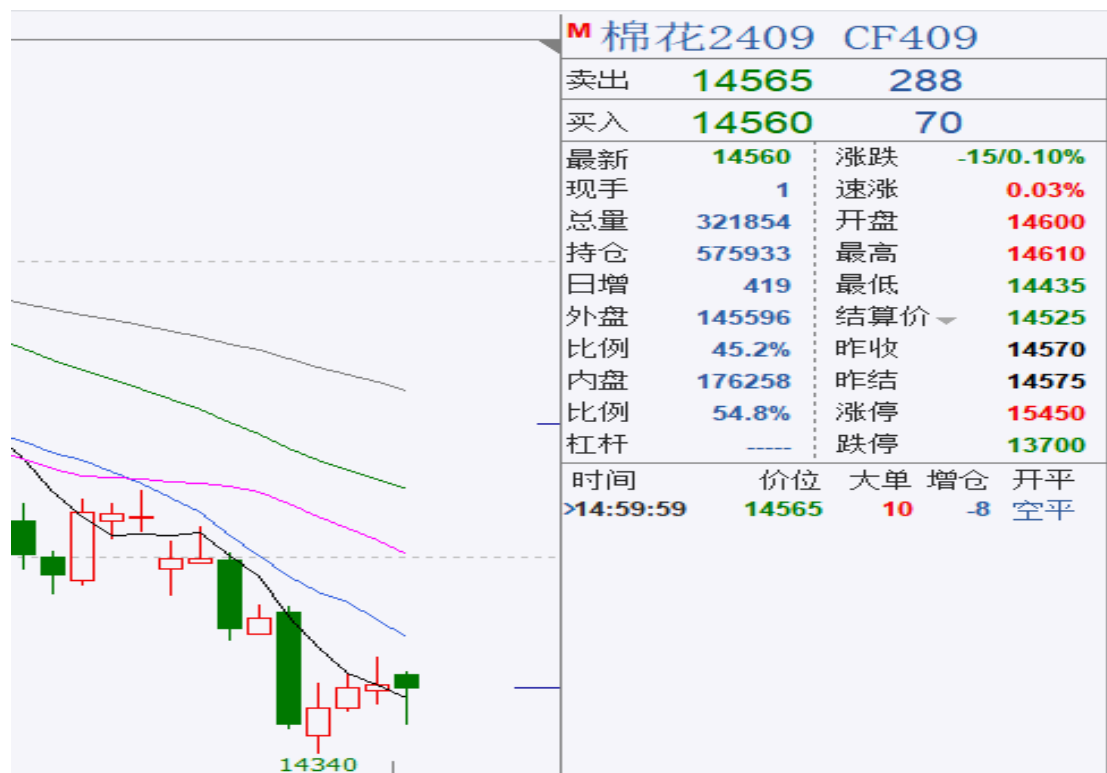 M 棉花2409 CF409
卖出 14565 288
买入 14560 70
最新 14560 涨跌 -15/0.10%
现手 1 速涨 0.03%
总量 321854 开盘 14600
持仓 575933 最高 14610
日增 419 最低 14435
外盘 145596 结算价 14525
比例 45.2% 昨收 14570
内盘 176258 昨结 14575
比例 54.8% 涨停 15450
杠杆 ----- 跌停 13700
时间 价位 大单 增仓 开平
>14:59:59 14565 10 -8 空平
14340